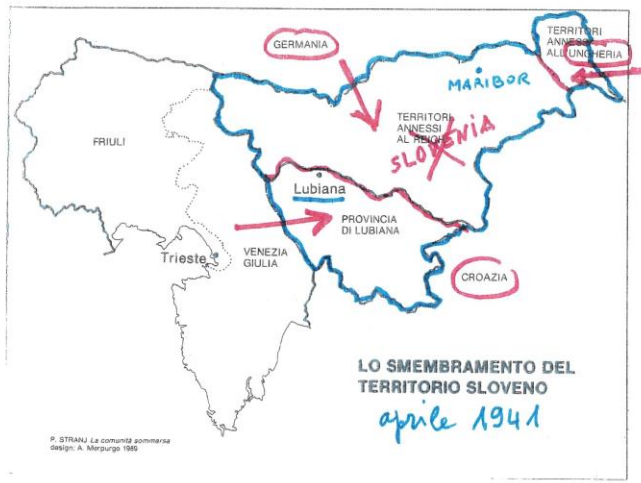 GERMANIA
TERRITORI
ANNESSI
ALL'UNGHERIA
MARIBOR
FRIULI
TERRITORI
ANNESSI
AL REICH
SLOVENIA
Lubiana
PROVINCIA
DI LUBIANA
Trieste
VENEZIA
GIULIA
CROAZIA
LO SMEMBRAMENTO DEL
TERRITORIO SLOVENO
aprile 1941
P. STRANJ La comunità sommersa
design: A. Merpurgo 1989